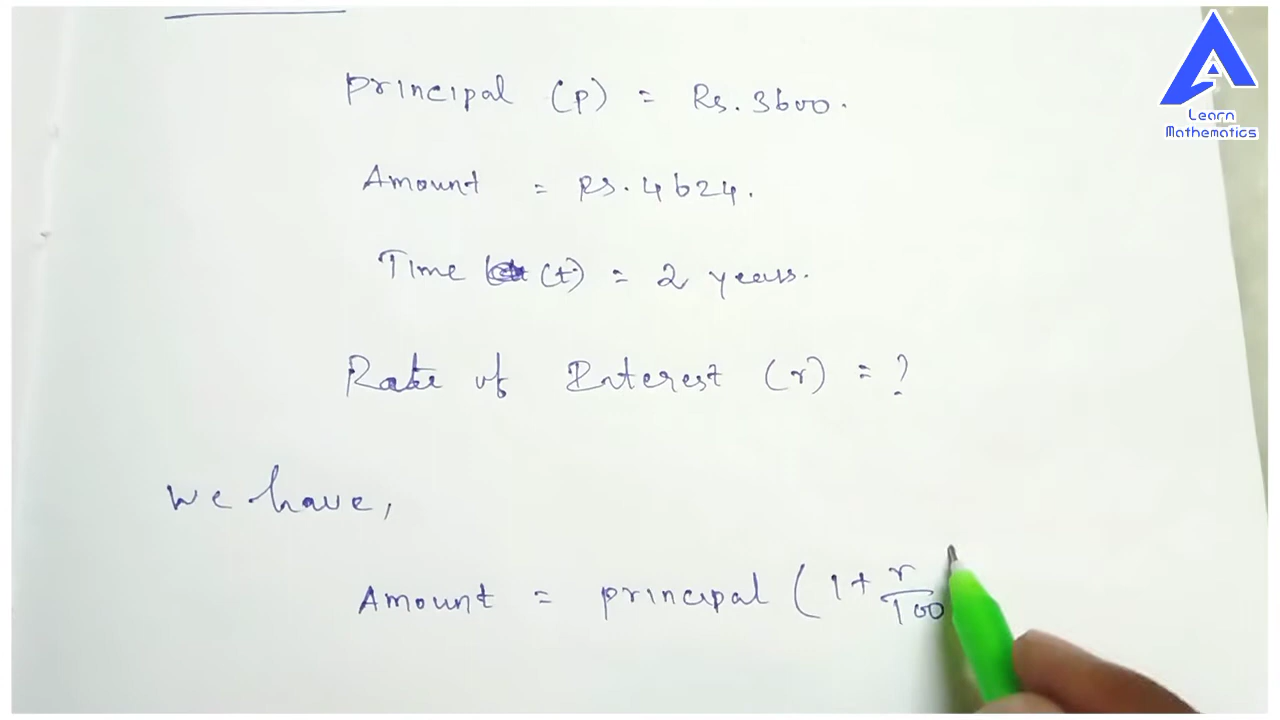 Principal (p) = Rs. 3600.
Learn
Mathematics
Amount = Rs. 4624.
Time (t) = 2 years.
Rate of Interest (r) = ?
We have,
Amount = principal ( 1 + r/100